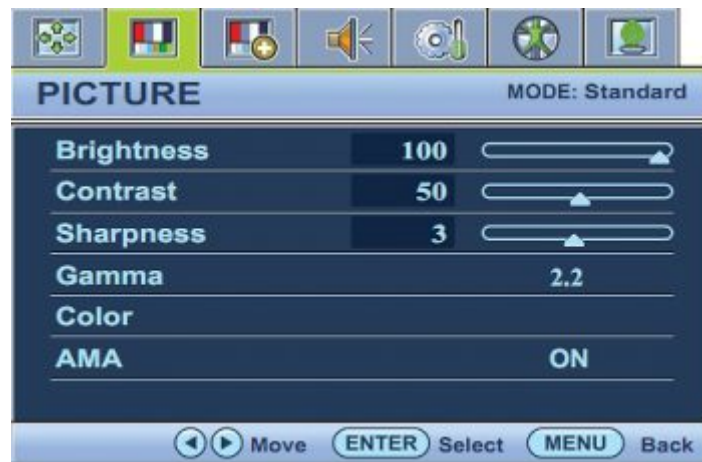 PICTURE MODE: Standard
Brightness 100
Contrast 50
Sharpness 3
Gamma 2.2
Color
AMA ON
Move ENTER Select MENU Back